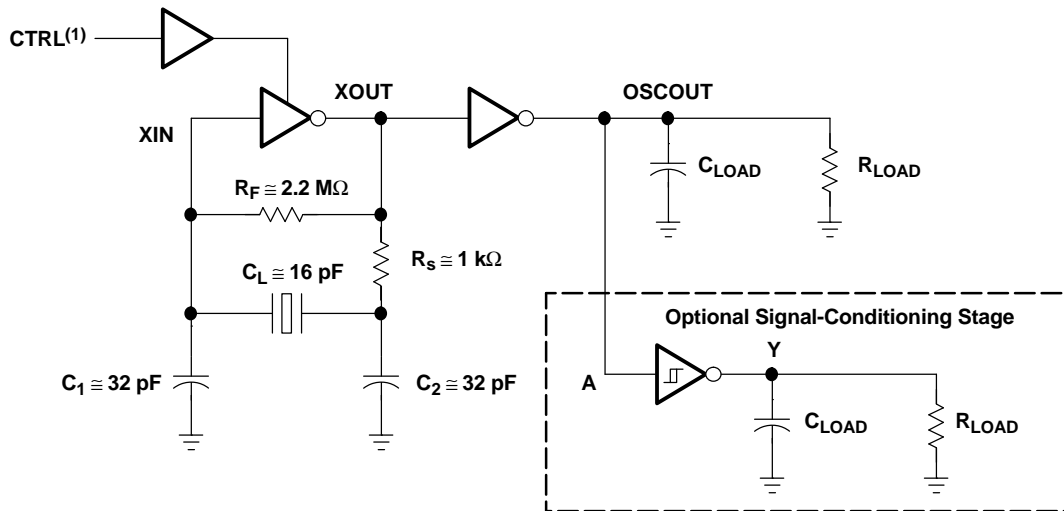 CTRL(1)
XOUT
OSCOUT
XIN
CLOAD
RLOAD
RF ≅ 2.2 MΩ
Rs ≅ 1 kΩ
CL ≅ 16 pF
Optional Signal-Conditioning Stage
Y
A
C1 ≅ 32 pF
C2 ≅ 32 pF
CLOAD
RLOAD